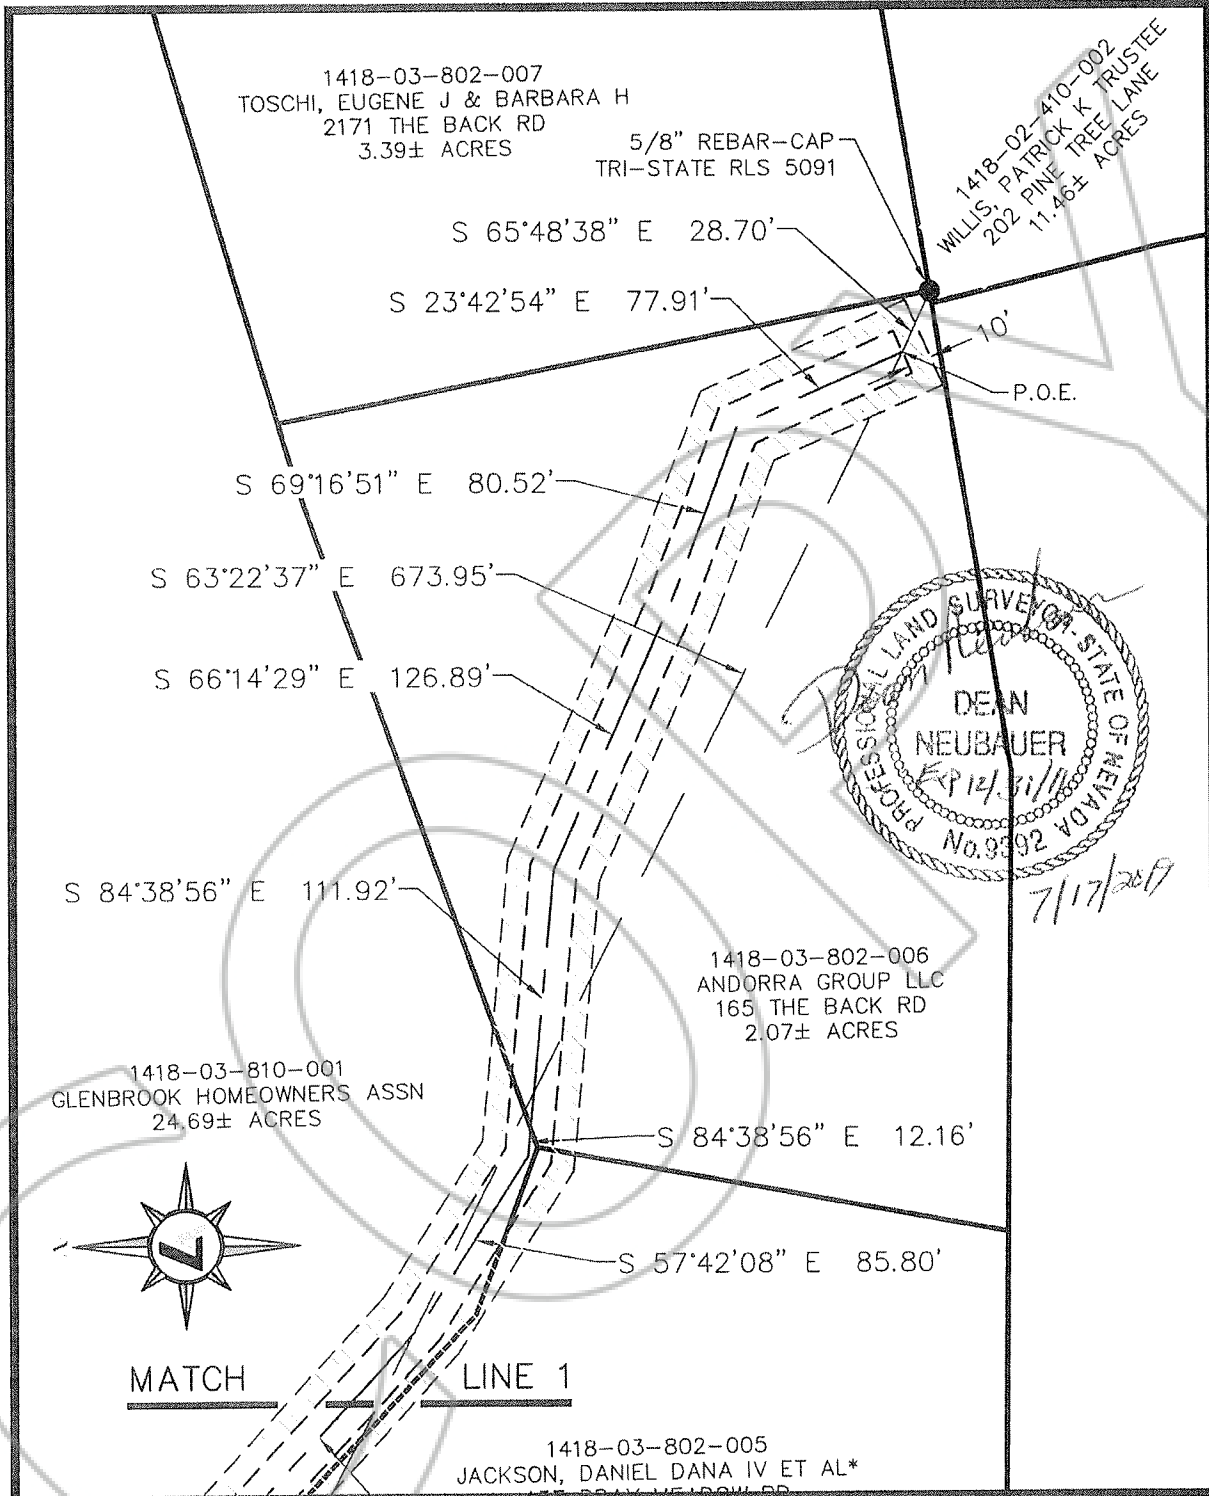 1418-03-802-007
TOSCHI, EUGENE J & BARBARA H
2171 THE BACK RD
3.39± ACRES
1418-02-410-002
WILLIS, PATRICK K TRUSTEE
202 PINE TREE LANE
11.46± ACRES
5/8" REBAR-CAP
TRI-STATE RLS 5091
S 65°48'38" E 28.70'
S 23°42'54" E 77.91'
10'
P.O.E.
S 69°16'51" E 80.52'
S 63°22'37" E 673.95'
S 66°14'29" E 126.89'
PROFESSIONAL LAND SURVEYOR-STATE OF NEVADA
DEAN
NEUBAUER
No.9392
7/17/2019
S 84°38'56" E 111.92'
1418-03-802-006
ANDORRA GROUP LLC
165 THE BACK RD
2.07± ACRES
1418-03-810-001
GLENBROOK HOMEOWNERS ASSN
24.69± ACRES
S 84°38'56" E 12.16'
S 57°42'08" E 85.80'
MATCH LINE 1
1418-03-802-005
JACKSON, DANIEL DANA IV ET AL*